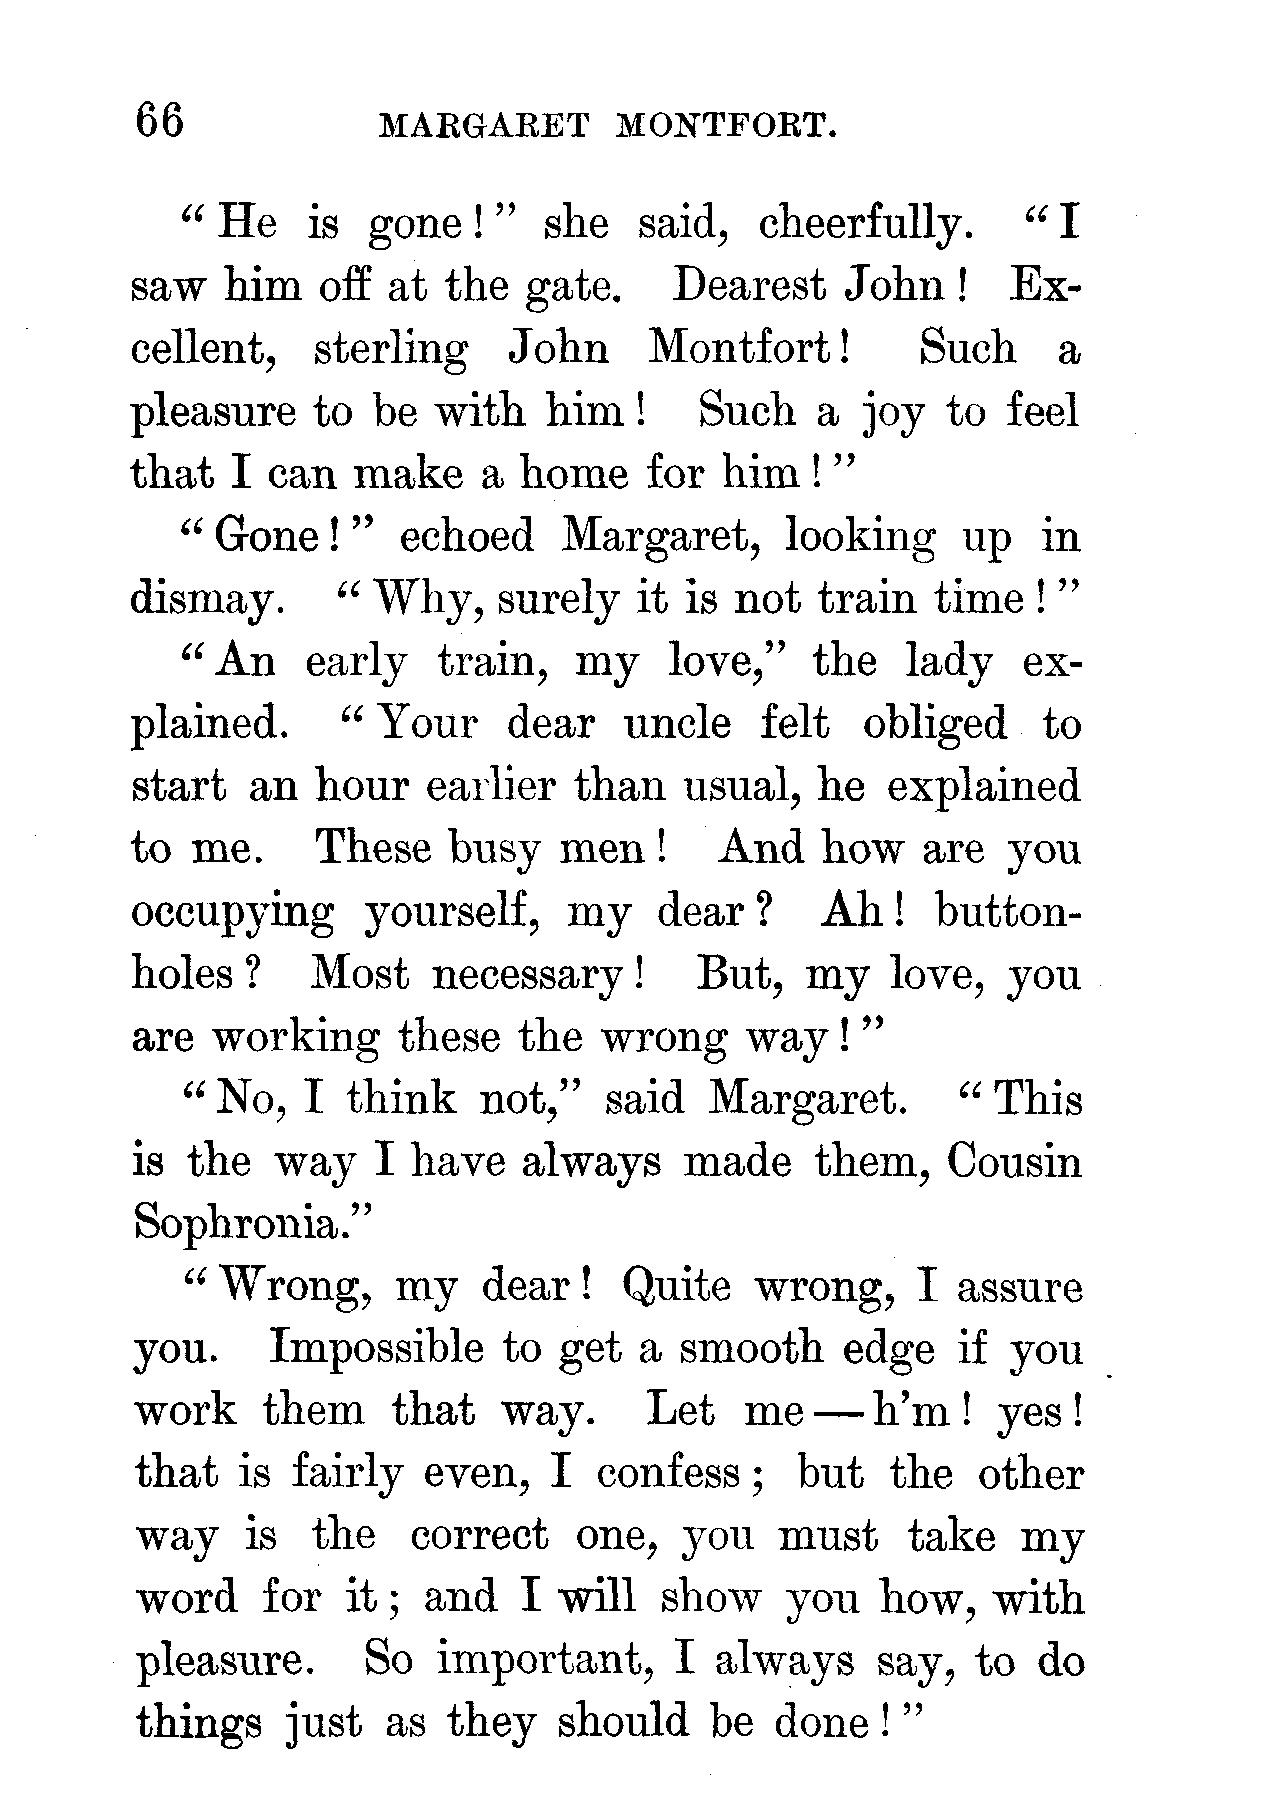 66 MARGARET MONTFORT.
“ He is gone ! ” she said, cheerfully. “ I
saw him off at the gate. Dearest John ! Ex-
cellent, sterling John Montfort ! Such a
pleasure to be with him ! Such a joy to feel
that I can make a home for him ! ”
“ Gone ! ” echoed Margaret, looking up in
dismay. “ Why, surely it is not train time ! ”
“ An early train, my love,” the lady ex-
plained. “ Your dear uncle felt obliged to
start an hour earlier than usual, he explained
to me. These busy men ! And how are you
occupying yourself, my dear ? Ah ! button-
holes ? Most necessary ! But, my love, you
are working these the wrong way ! ”
“ No, I think not,” said Margaret. “ This
is the way I have always made them, Cousin
Sophronia.”
“ Wrong, my dear ! Quite wrong, I assure
you. Impossible to get a smooth edge if you
work them that way. Let me — h’m ! yes !
that is fairly even, I confess ; but the other
way is the correct one, you must take my
word for it ; and I will show you how, with
pleasure. So important, I always say, to do
things just as they should be done ! ”